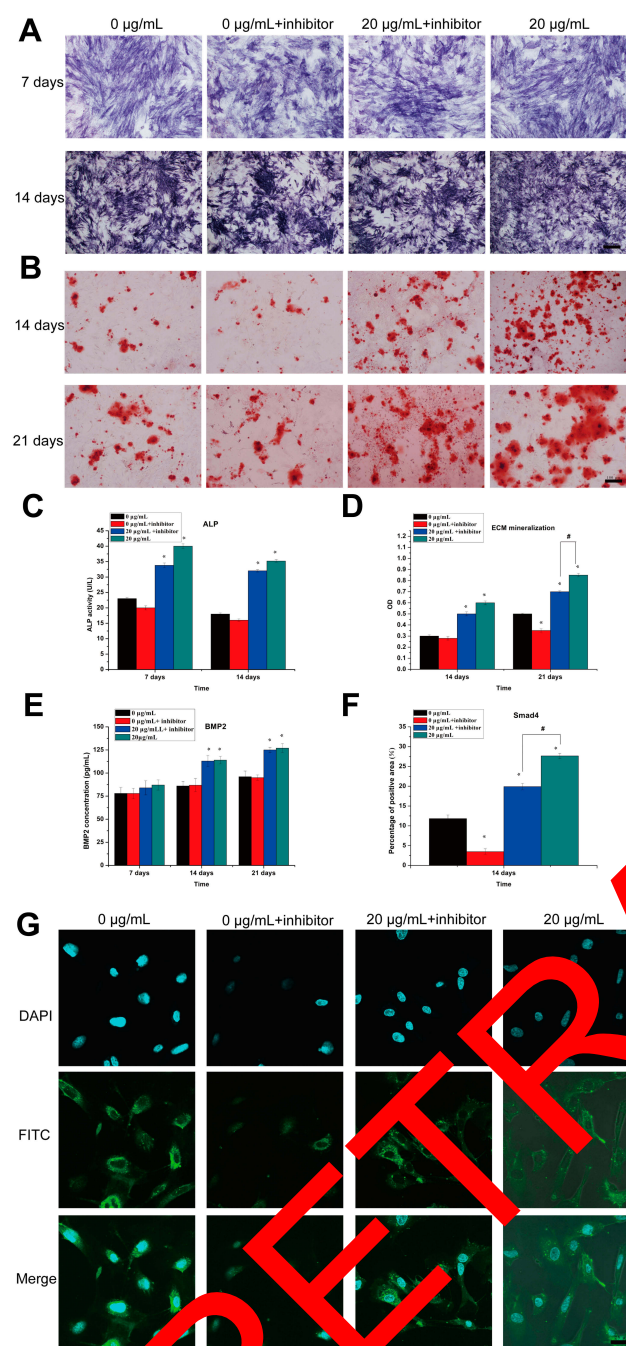 A
0 µg/mL
0 µg/mL+inhibitor
20 µg/mL+inhibitor
20 µg/mL
7 days
14 days
B
14 days
21 days
C
ALP
0 µg/mL
0 µg/mL+inhibitor
20 µg/mL +inhibitor
20 µg/mL
ALP activity (U/L)
45
40
35
30
25
20
15
10
5
0
* * * *
7 days
14 days
Time
D
ECM mineralization
0 µg/mL
0 µg/mL+inhibitor
20 µg/mL +inhibitor
20 µg/mL
OD
1.2
1.1
1.0
0.9
0.8
0.7
0.6
0.5
0.4
0.3
0.2
0.1
0.0
* * * * * #
14 days
21 days
Time
E
BMP2
0 µg/mL
0 µg/mL+ inhibitor
20 µg/mLL+ inhibitor
20µg/mL
BMP2 concentration (pg/mL)
150
125
100
75
50
25
0
* * * *
7 days
14 days
21 days
Time
F
Smad4
0 µg/mL
0 µg/mL+inhibitor
20 µg/mL +inhibitor
20 µg/mL
Percentage of positive area (%)
35
30
25
20
15
10
5
0
* * * #
14 days
Time
G
0 µg/mL
0 µg/mL+inhibitor
20 µg/mL+inhibitor
20 µg/mL
DAPI
FITC
Merge
RETR